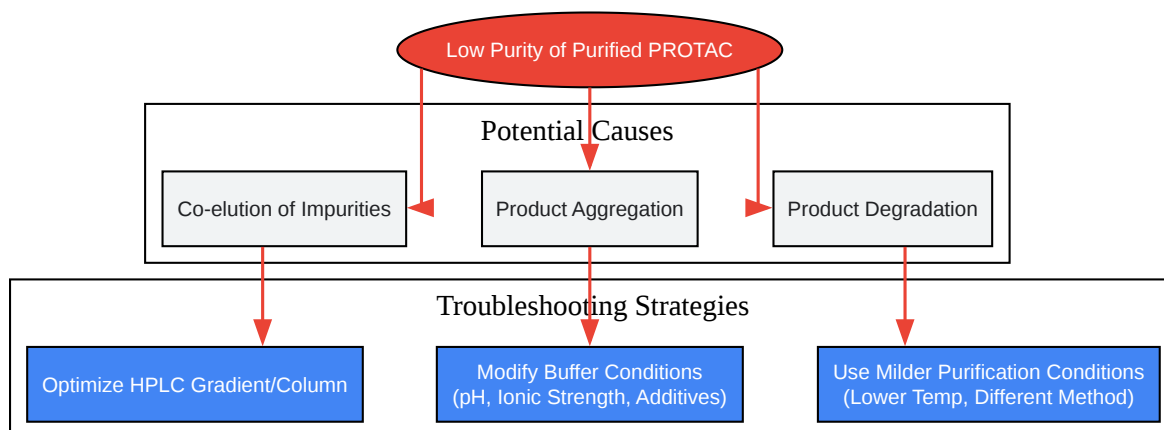 Low Purity of Purified PROTAC
Potential Causes
Co-elution of Impurities
Product Aggregation
Product Degradation
Troubleshooting Strategies
Optimize HPLC Gradient/Column
Modify Buffer Conditions
(pH, Ionic Strength, Additives)
Use Milder Purification Conditions
(Lower Temp, Different Method)